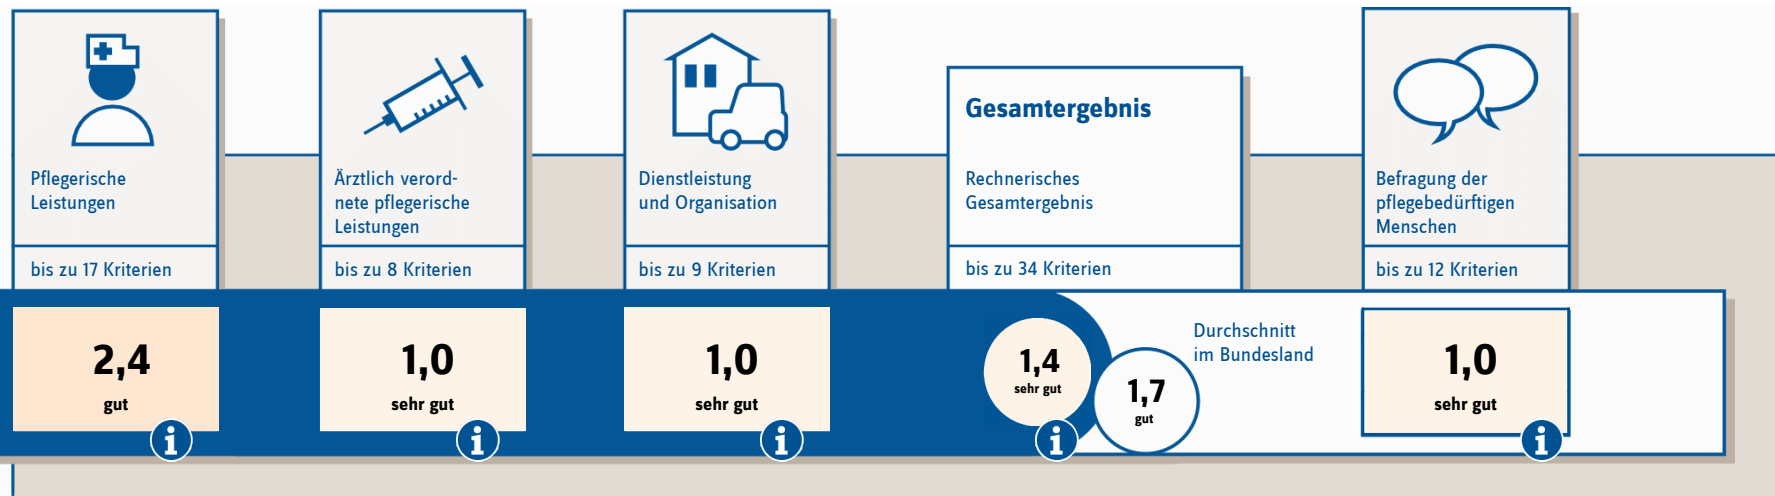 Pflegerische
Leistungen
bis zu 17 Kriterien
2,4
gut
i
Ärztlich verord-
nete pflegerische
Leistungen
bis zu 8 Kriterien
1,0
sehr gut
i
Dienstleistung
und Organisation
bis zu 9 Kriterien
1,0
sehr gut
i
Gesamtergebnis
Rechnerisches
Gesamtergebnis
bis zu 34 Kriterien
1,4
sehr gut
i
1,7
gut
Durchschnitt
im Bundesland
Befragung der
pflegebedürftigen
Menschen
bis zu 12 Kriterien
1,0
sehr gut
i